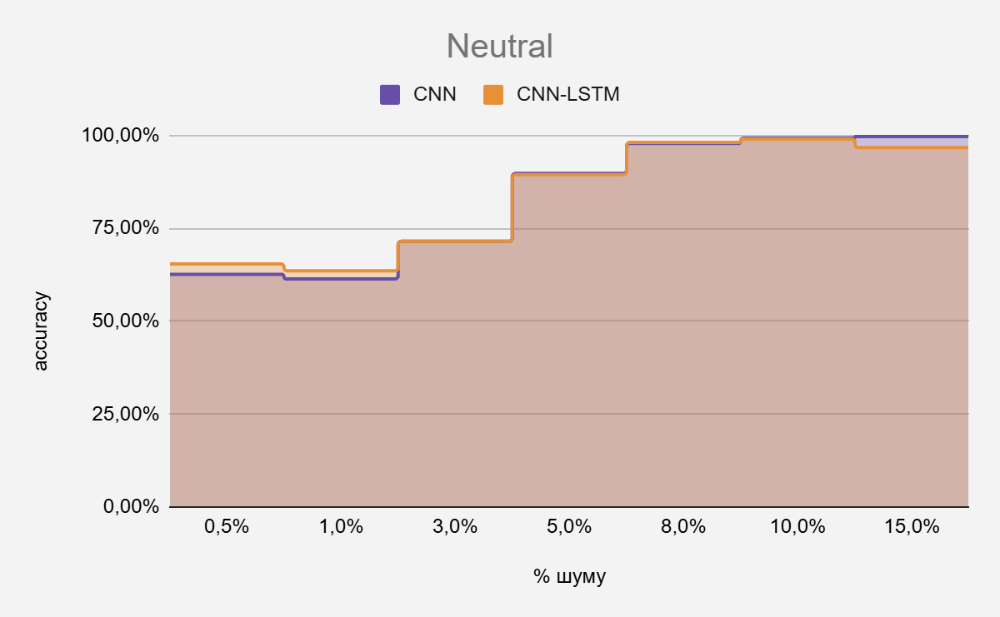 Neutral
CNN CNN-LSTM
100,00%
75,00%
50,00%
25,00%
0,00%
accuracy
0,5% 1,0% 3,0% 5,0% 8,0% 10,0% 15,0%
% шуму